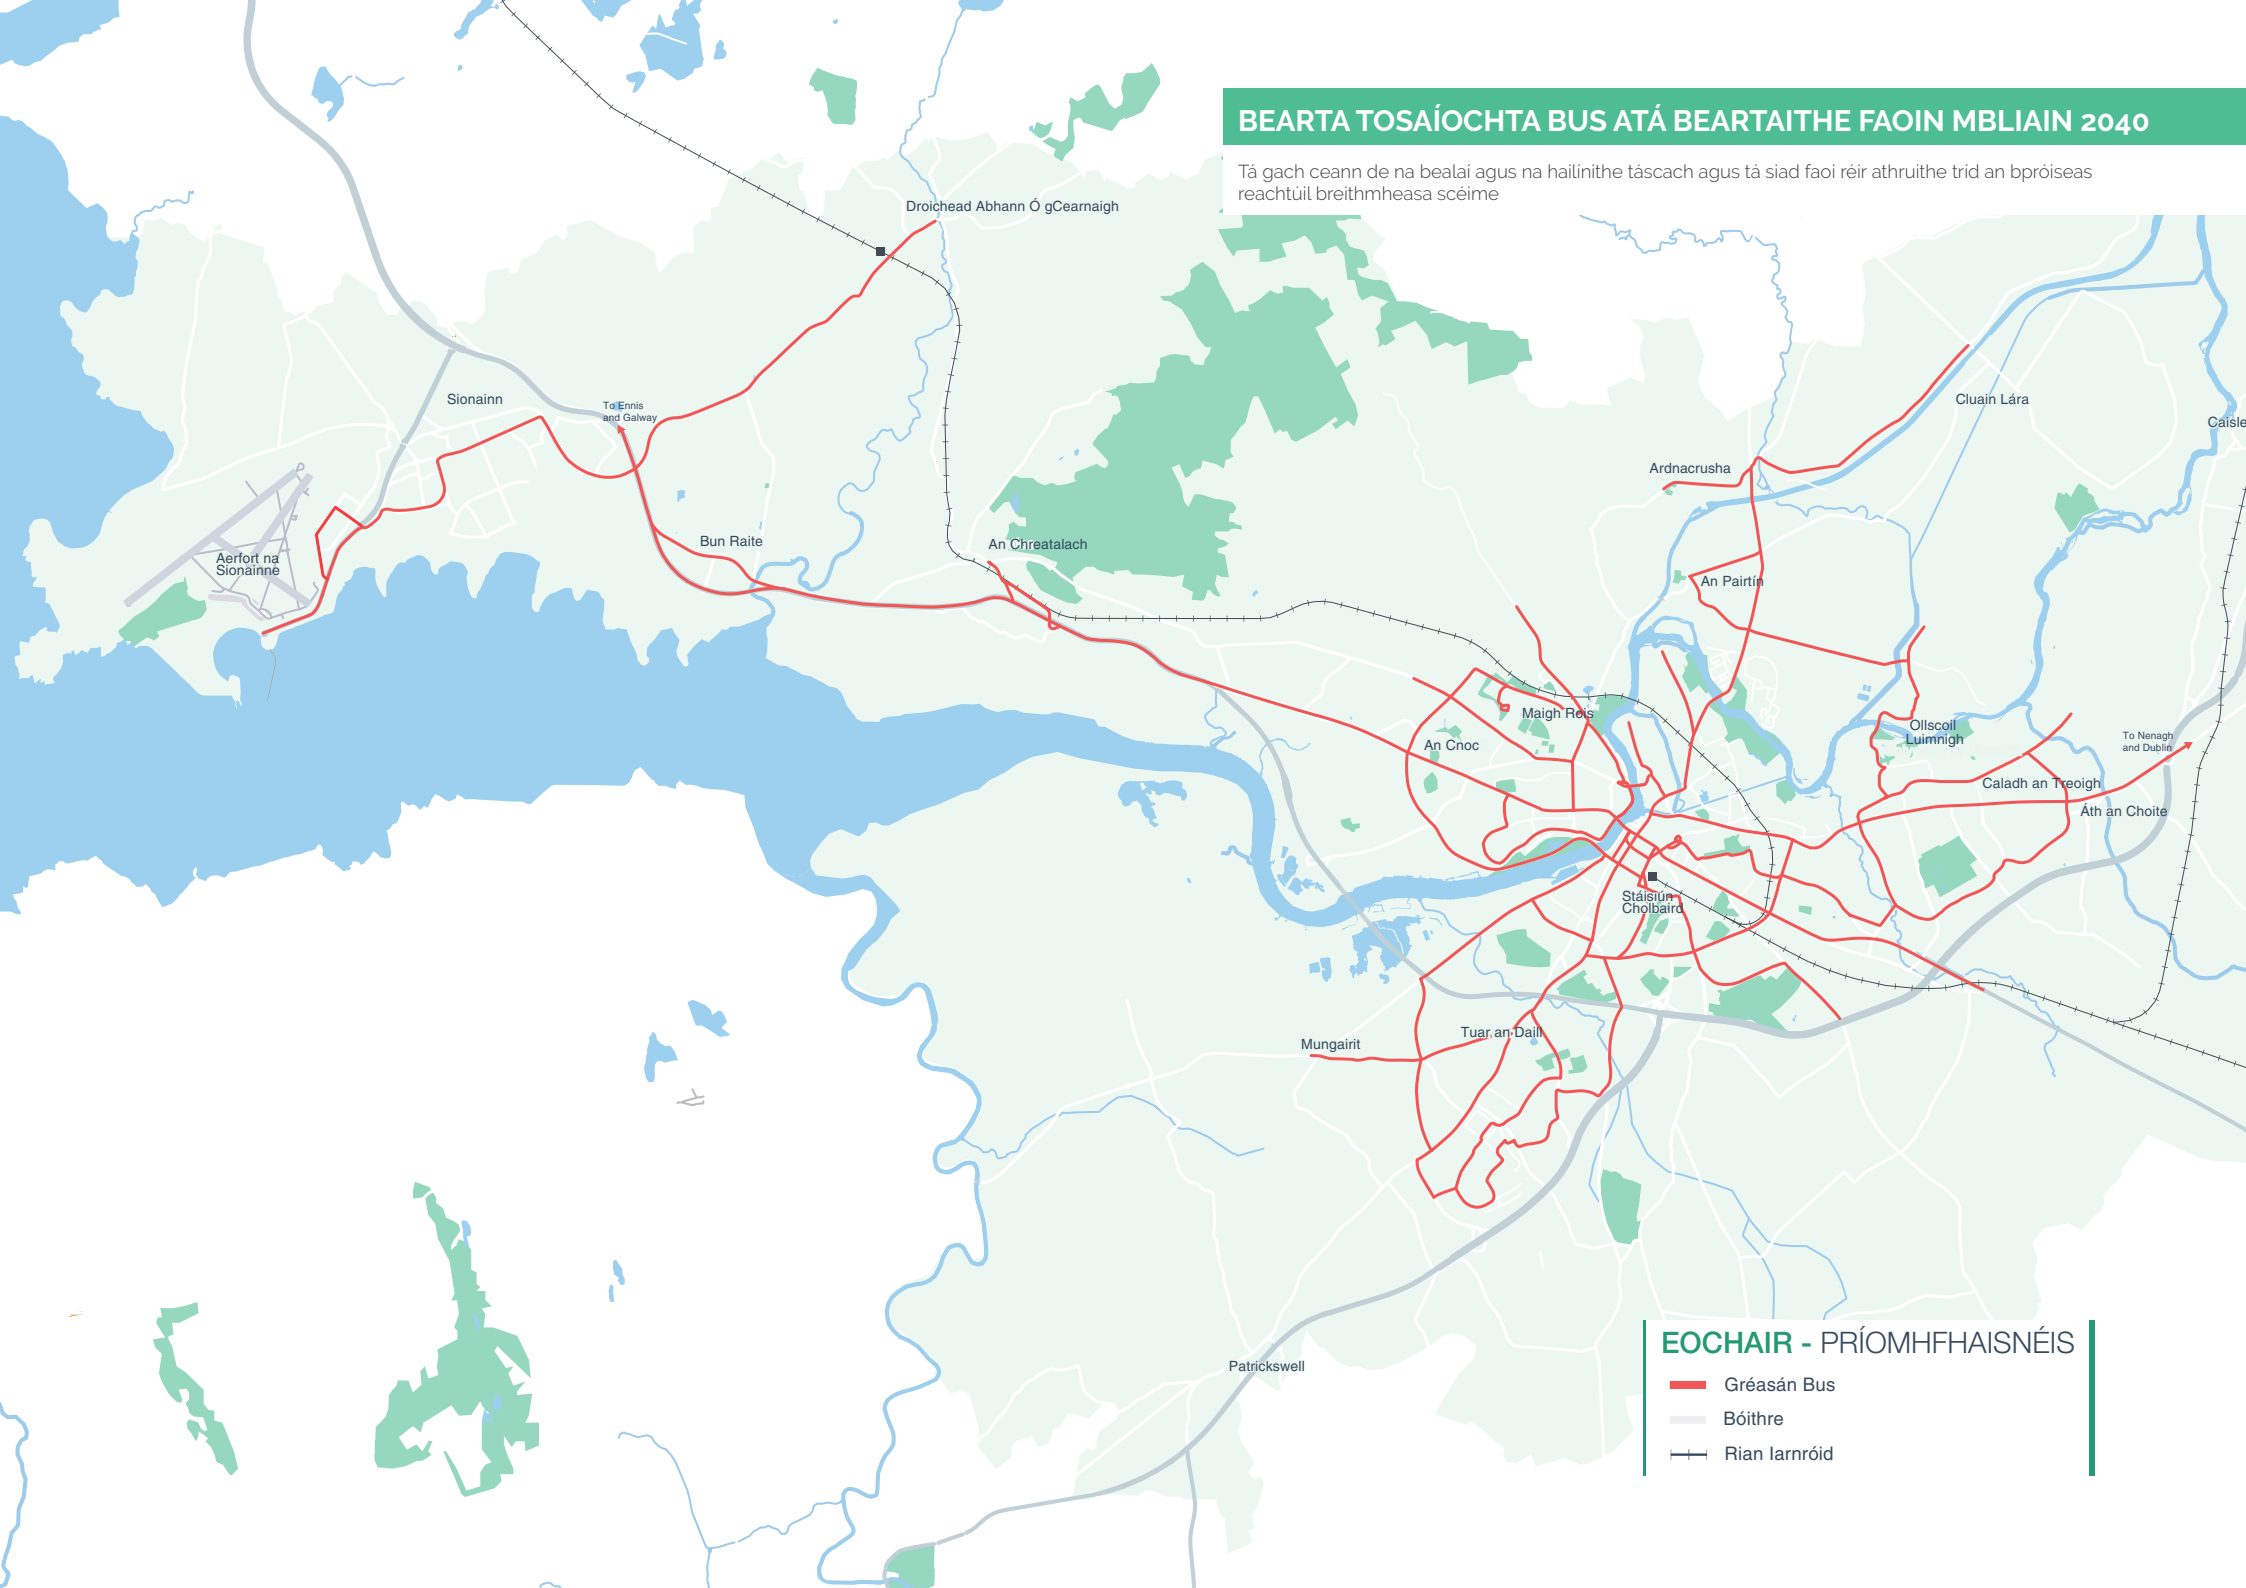 BEARTA TOSAÍOCHTA BUS ATÁ BEARTAITHE FAOIN MBLIAIN 2040
Tá gach ceann de na bealaí agus na hailínithe táscach agus tá siad faoi réir athruithe tríd an bpróiseas
reachtúil breithmheasa scéime
Droichead Abhann Ó gCearnaigh
Sionainn
To Ennis
and Galway
Cluain Lára
Caisle
Ardnacrusha
Bun Raite
An Chreatalach
Aerfort na
Sionainne
An Pairtín
Maigh Rois
An Cnoc
Ollscoil
Luimnigh
To Nenagh
and Dublin
Caladh an Treoigh
Áth an Choite
Stáisiún
Cholbaird
Tuar an Daill
Mungairit
Patrickswell
EOCHAIR - PRÍOMHFHAISNÉIS
Gréasán Bus
Bóithre
Rian Iarnróid